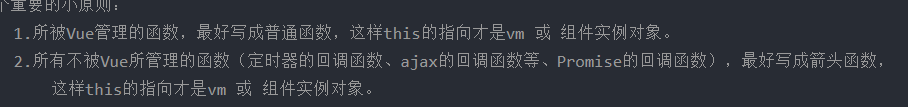 个重要的小原则：
1.所被Vue管理的函数，最好写成普通函数，这样this的指向才是vm 或 组件实例对象。
2.所有不被Vue所管理的函数（定时器的回调函数、ajax的回调函数等、Promise的回调函数），最好写成箭头函数，
这样this的指向才是vm 或 组件实例对象。